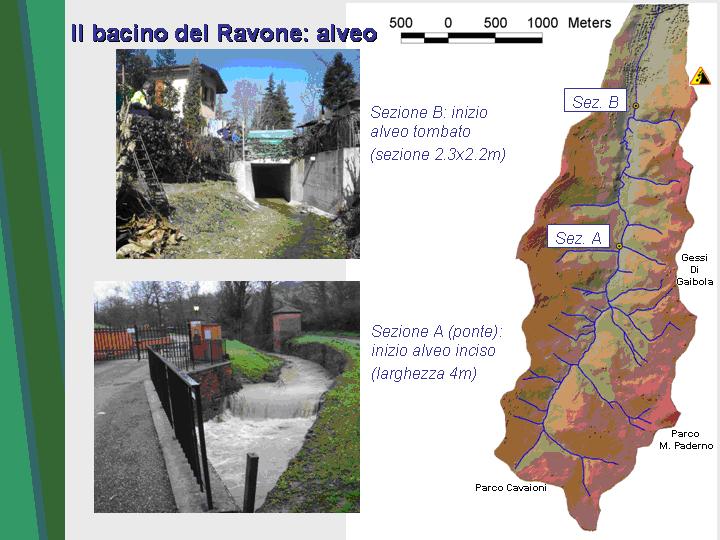 Il bacino del Ravone: alveo
500 0 500 1000 Meters
Sezione B: inizio
alveo tombato
(sezione 2.3x2.2m)
Sez. B
Sez. A
Gessi
Di
Gaibola
Sezione A (ponte):
inizio alveo inciso
(larghezza 4m)
Parco
M. Paderno
Parco Cavaioni